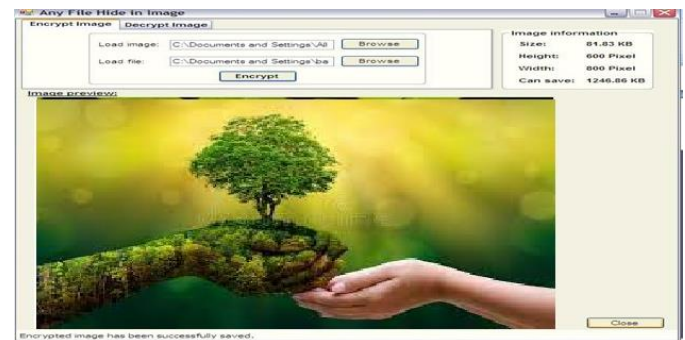 Any File Hide in Image
Encrypt Image Decrypt Image
Load image: C:\Documents and Settings\All Browse
Load file: C:\Documents and Settings\ba Browse
Encrypt
Image information
Size: 81.83 KB
Height: 600 Pixel
Width: 800 Pixel
Can save: 1246.86 KB
Image preview:
Close
Encrypted image has been successfully saved.